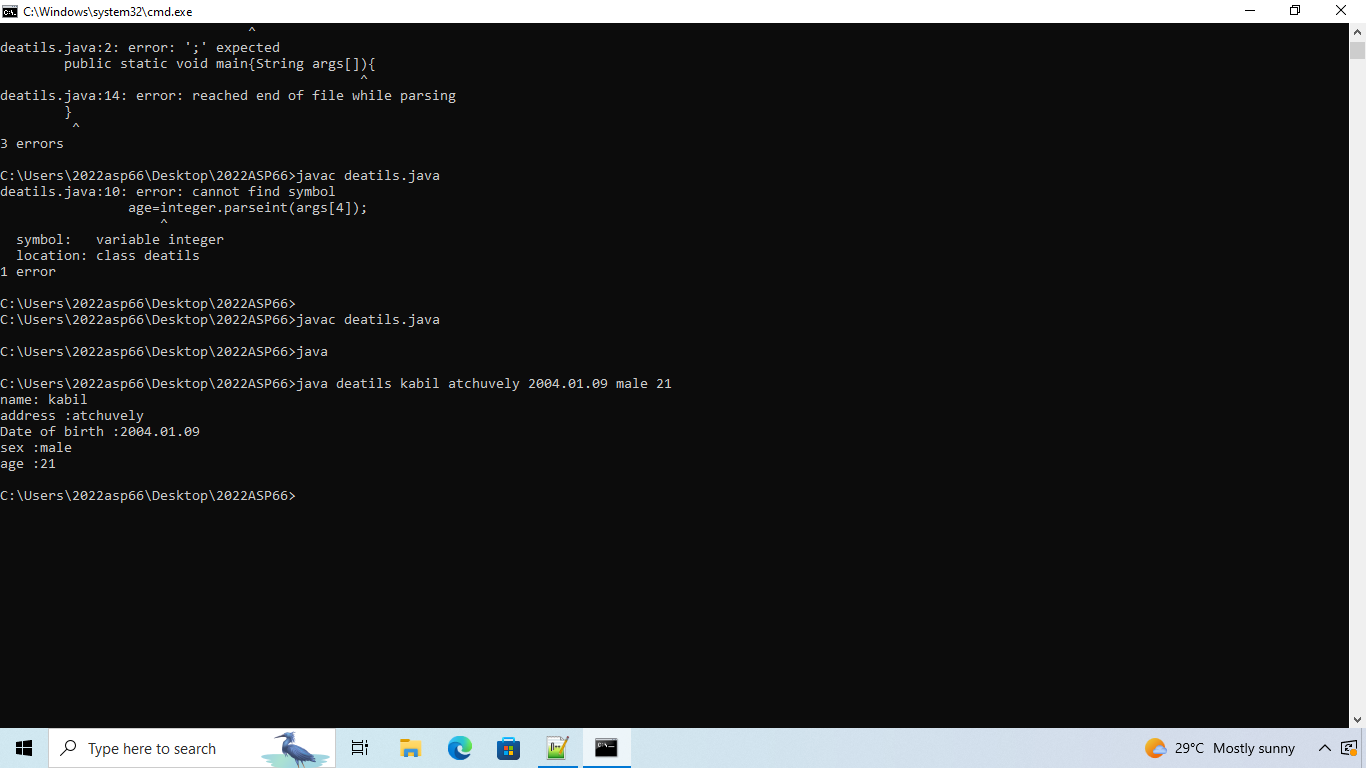 C:\Windows\system32\cmd.exe
^
deatils.java:2: error: ';' expected
        public static void main{String args[]){
                                             ^
deatils.java:14: error: reached end of file while parsing
        }
         ^
3 errors
C:\Users\2022asp66\Desktop\2022ASP66>javac deatils.java
deatils.java:10: error: cannot find symbol
                age=integer.parseint(args[4]);
                    ^
  symbol:   variable integer
  location: class deatils
1 error
C:\Users\2022asp66\Desktop\2022ASP66>
C:\Users\2022asp66\Desktop\2022ASP66>javac deatils.java
C:\Users\2022asp66\Desktop\2022ASP66>java
C:\Users\2022asp66\Desktop\2022ASP66>java deatils kabil atchuvely 2004.01.09 male 21
name: kabil
address :atchuvely
Date of birth :2004.01.09
sex :male
age :21
C:\Users\2022asp66\Desktop\2022ASP66>
Type here to search
29°C Mostly sunny